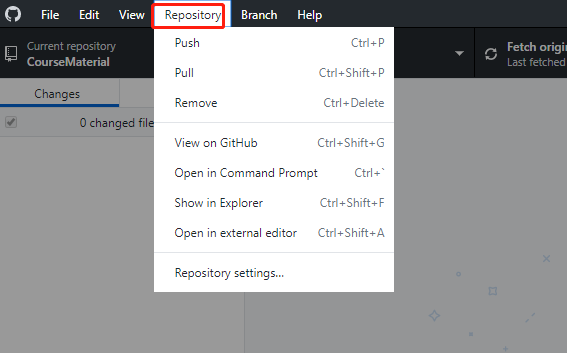 File Edit View Repository Branch Help
Current repository
CourseMaterial
Fetch origi
Last fetched
Changes
0 changed file
Push Ctrl+P
Pull Ctrl+Shift+P
Remove Ctrl+Delete
View on GitHub Ctrl+Shift+G
Open in Command Prompt Ctrl+`
Show in Explorer Ctrl+Shift+F
Open in external editor Ctrl+Shift+A
Repository settings...